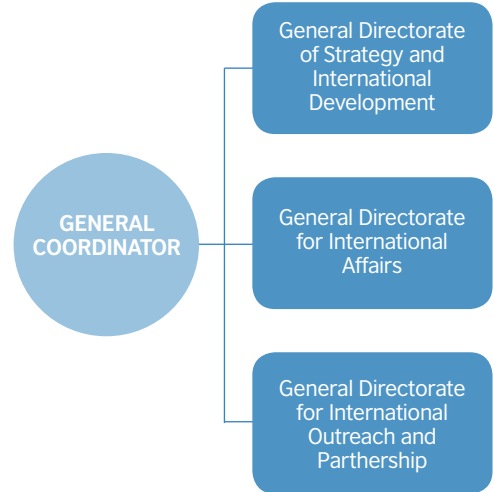 General Directorate
of Strategy and
International
Development
GENERAL
COORDINATOR
General Directorate
for International
Affairs
General Directorate
for International
Outreach and
Parthership